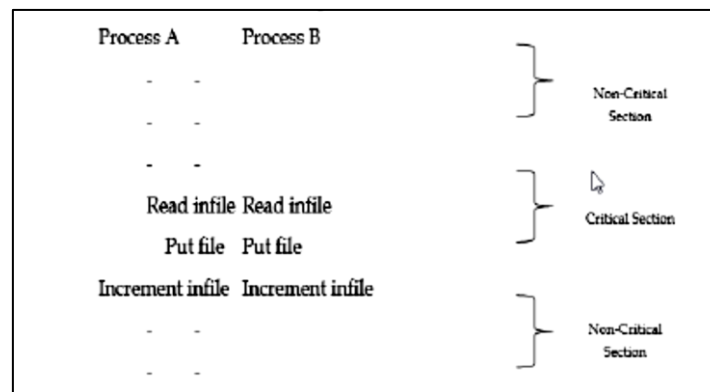 Process A Process B
- -
Non-Critical
Section
- -
- -
Read infile Read infile
Critical Section
Put file Put file
Increment infile Increment infile
- -
Non-Critical
Section
- -